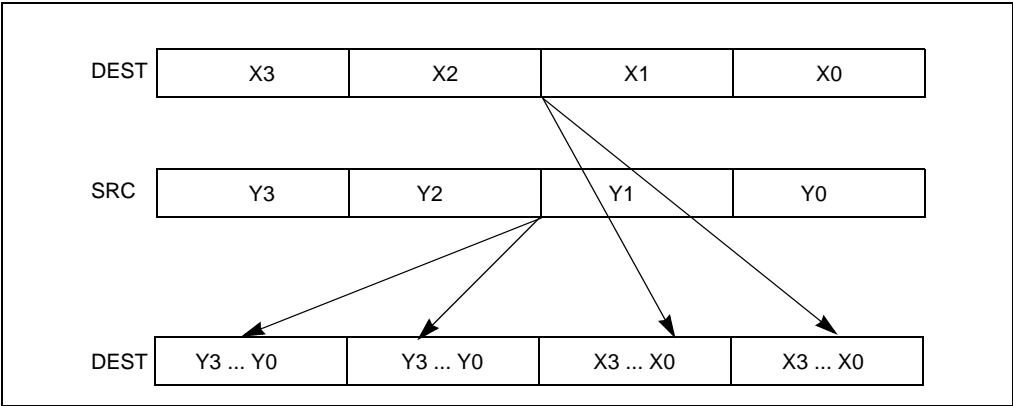 DEST X3 X2 X1 X0
SRC Y3 Y2 Y1 Y0
DEST Y3 ... Y0 Y3 ... Y0 X3 ... X0 X3 ... X0